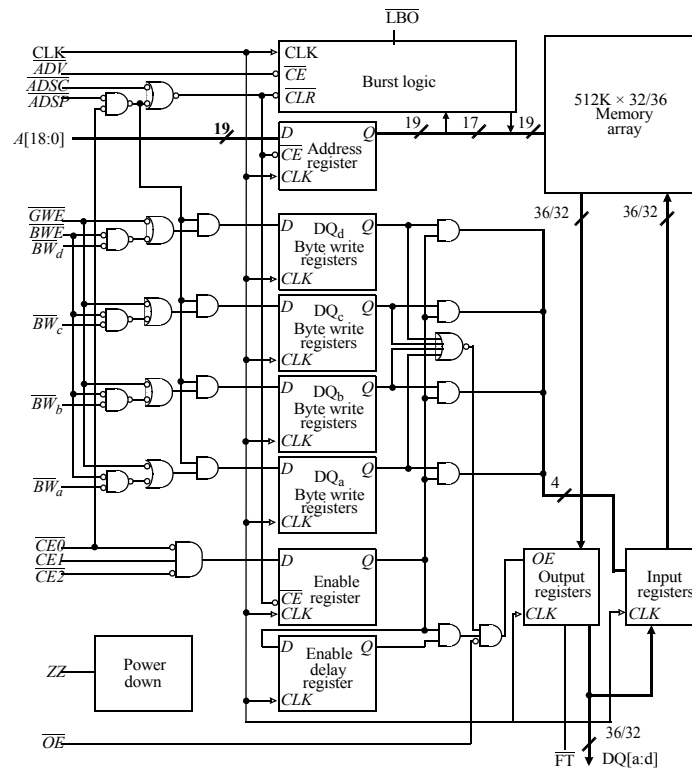 LBO
CLK
ADV
ADSC
ADSP
A[18:0]
19
CLK
CE
CLR
Burst logic
D
Q
CE
CLK
Address
register
19
17
19
512K × 32/36
Memory
array
36/32
36/32
GWE
BWE
BWd
D
DQd
Q
Byte write
registers
CLK
BWc
D
DQc
Q
Byte write
registers
CLK
BWb
D
DQb
Q
Byte write
registers
CLK
BWa
D
DQa
Q
Byte write
registers
CLK
4
CE0
CE1
CE2
D
Q
Enable
register
CE
CLK
OE
Output
registers
CLK
Input
registers
CLK
D
Q
Enable
delay
register
CLK
ZZ
Power
down
OE
36/32
FT
DQ[a:d]